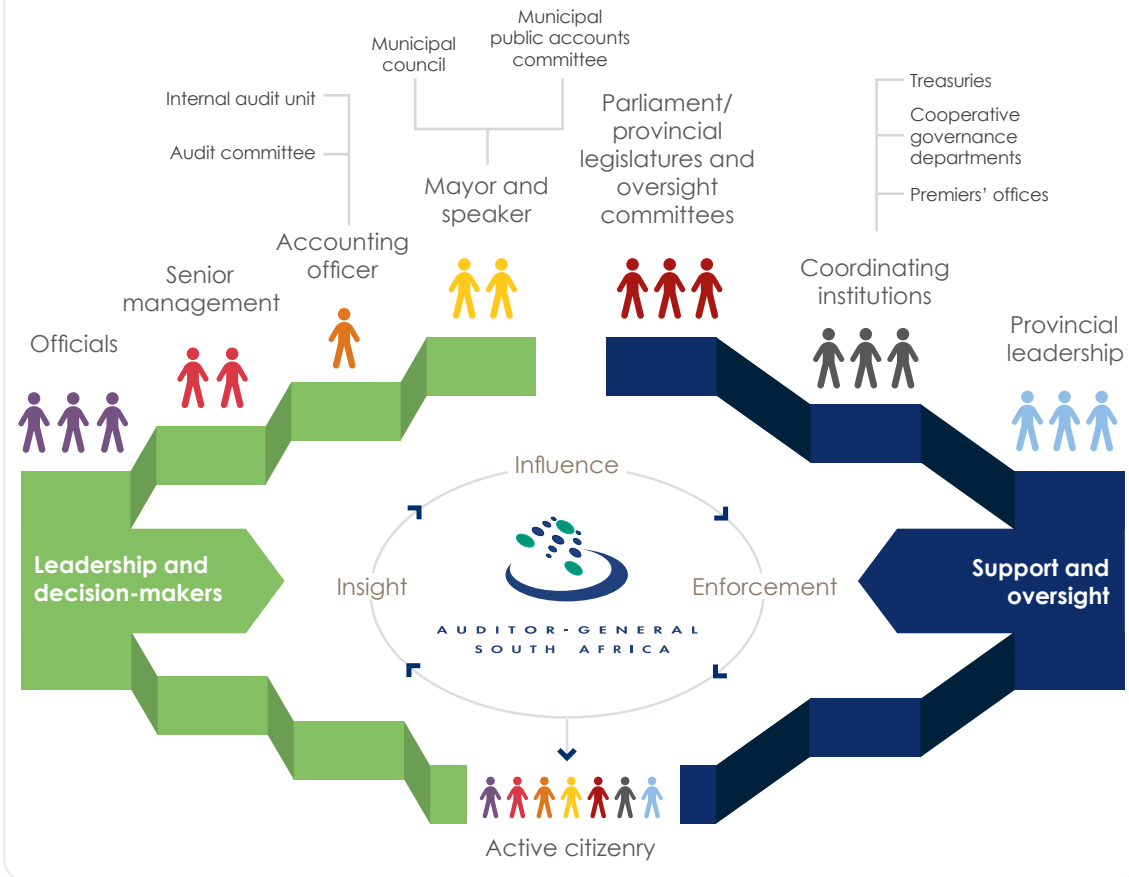 Municipal
council
Municipal
public accounts
committee
Internal audit unit
Audit committee
Treasuries
Cooperative
governance
departments
Premiers’ offices
Officials
Senior
management
Accounting
officer
Mayor and
speaker
Parliament/
provincial
legislatures and
oversight
committees
Coordinating
institutions
Provincial
leadership
Leadership and
decision-makers
Influence
Insight
Enforcement
AUDITOR-GENERAL
SOUTH AFRICA
Support and
oversight
Active citizenry